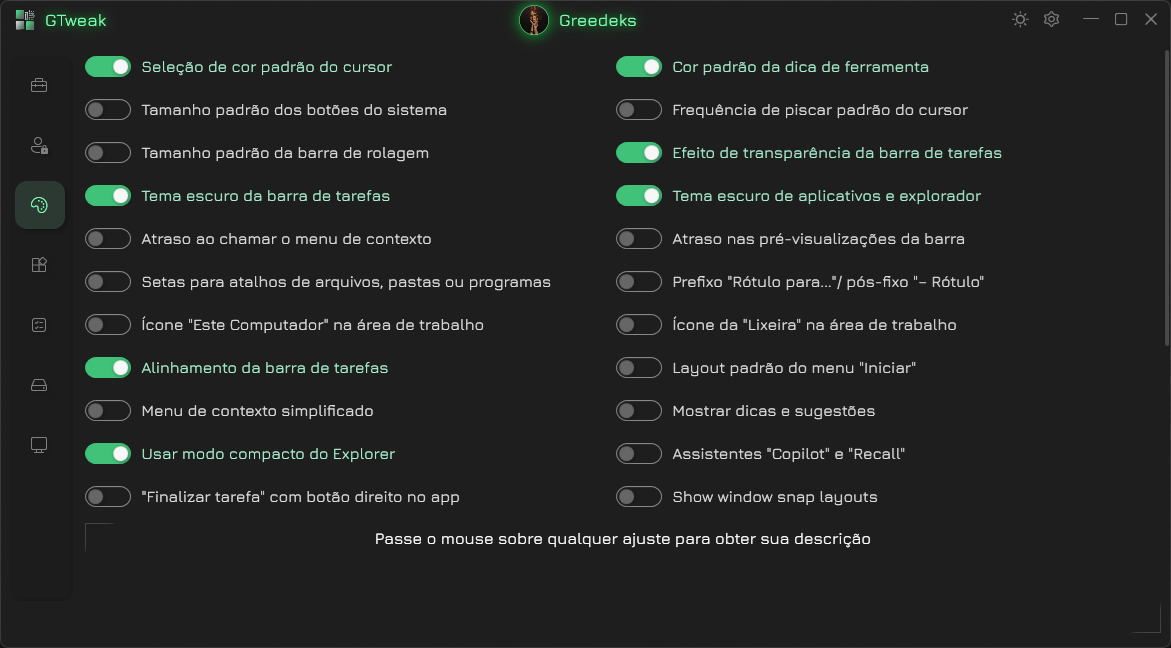 GTweak
Greedeks
Seleção de cor padrão do cursor
Cor padrão da dica de ferramenta
Tamanho padrão dos botões do sistema
Frequência de piscar padrão do cursor
Tamanho padrão da barra de rolagem
Efeito de transparência da barra de tarefas
Tema escuro da barra de tarefas
Tema escuro de aplicativos e explorador
Atraso ao chamar o menu de contexto
Atraso nas pré-visualizações da barra
Setas para atalhos de arquivos, pastas ou programas
Prefixo "Rótulo para..."/ pós-fixo "– Rótulo"
Ícone "Este Computador" na área de trabalho
Ícone da "Lixeira" na área de trabalho
Alinhamento da barra de tarefas
Layout padrão do menu "Iniciar"
Menu de contexto simplificado
Mostrar dicas e sugestões
Usar modo compacto do Explorer
Assistentes "Copilot" e "Recall"
"Finalizar tarefa" com botão direito no app
Show window snap layouts
Passe o mouse sobre qualquer ajuste para obter sua descrição